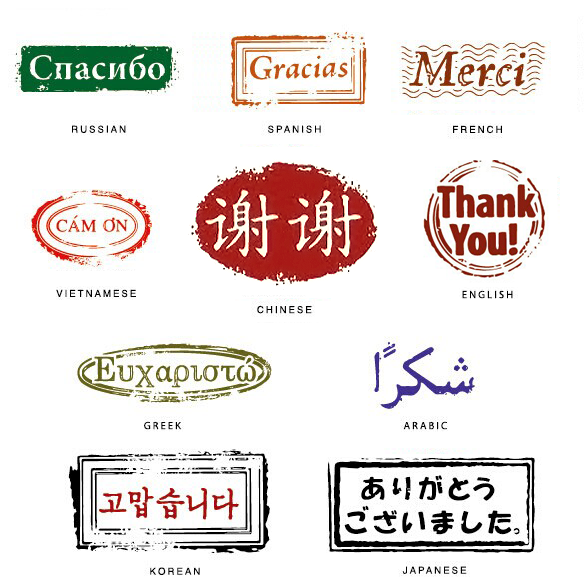 Спасибо
Gracias
Merci
RUSSIAN
SPANISH
FRENCH
CÁM ƠN
谢谢
Thank
You!
VIETNAMESE
CHINESE
ENGLISH
Ευχαριστώ
شكراً
GREEK
ARABIC
고맙습니다
ありがとう
ございました。
KOREAN
JAPANESE